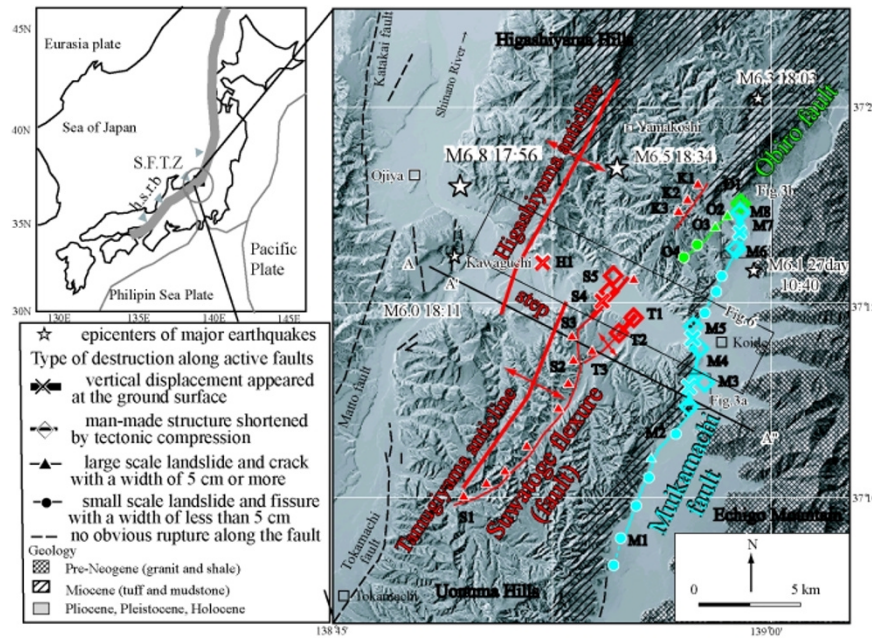 45N
Eurasia plate
40N
Sea of Japan
S.F.T.Z
h.s.r.b
35N
Pacific
Plate
Philipin Sea Plate
30N
130E
135E
140E
145E
epicenters of major earthquakes
Type of destruction along active faults
vertical displacement appeared
at the ground surface
man-made structure shortened
by tectonic compression
large scale landslide and crack
with a width of 5 cm or more
small scale landslide and fissure
with a width of less than 5 cm
no obvious rupture along the fault
Geology
Pre-Neogene (granit and shale)
Miocene (tuff and mudstone)
Pliocene, Pleistocene, Holocene
Higashiyama Hills
Katakai fault
Shinano River
M6.3 18:03
Yamakoshi
Obiro fault
M6.8 17:56
M6.5 18:34
Ojiya
Higashiyama anticline
K1
K2
K3
O2
O3
O4
Fig.3b
M8
M7
M6
A
Kawaguchi
H1
A'
S5
S4
stop
M6.1 27day
10:40
M6.0 18:11
37°1
S3
T1
T2
Fig.6
M5
Koide
S2
T3
M4
M3
Fig.3a
Muito fault
M2
A"
Tamugiyama anticline
Suwatoge flexure
(fault)
Muikamachi
fault
37°1
S1
Echigo Mountain
M1
Tokamachi
fault
Tokamachi
Uonuma Hills
N
0
5 km
138°45'
139°00'